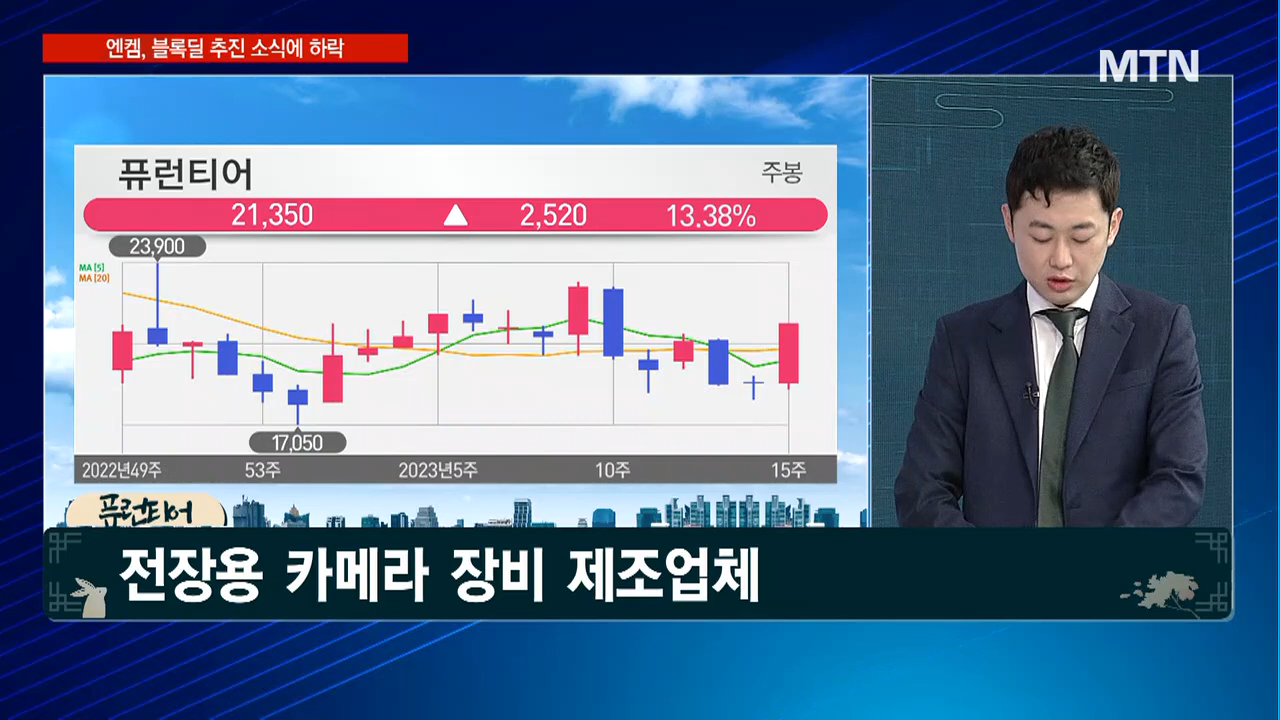 엔켐, 블록딜 추진 소식에 하락
MTN
퓨런티어
주봉
21,350 ▲ 2,520 13.38%
23,900
MA [5]
MA [20]
17,050
2022년49주 53주 2023년5주 10주 15주
퓨런티어
전장용 카메라 장비 제조업체